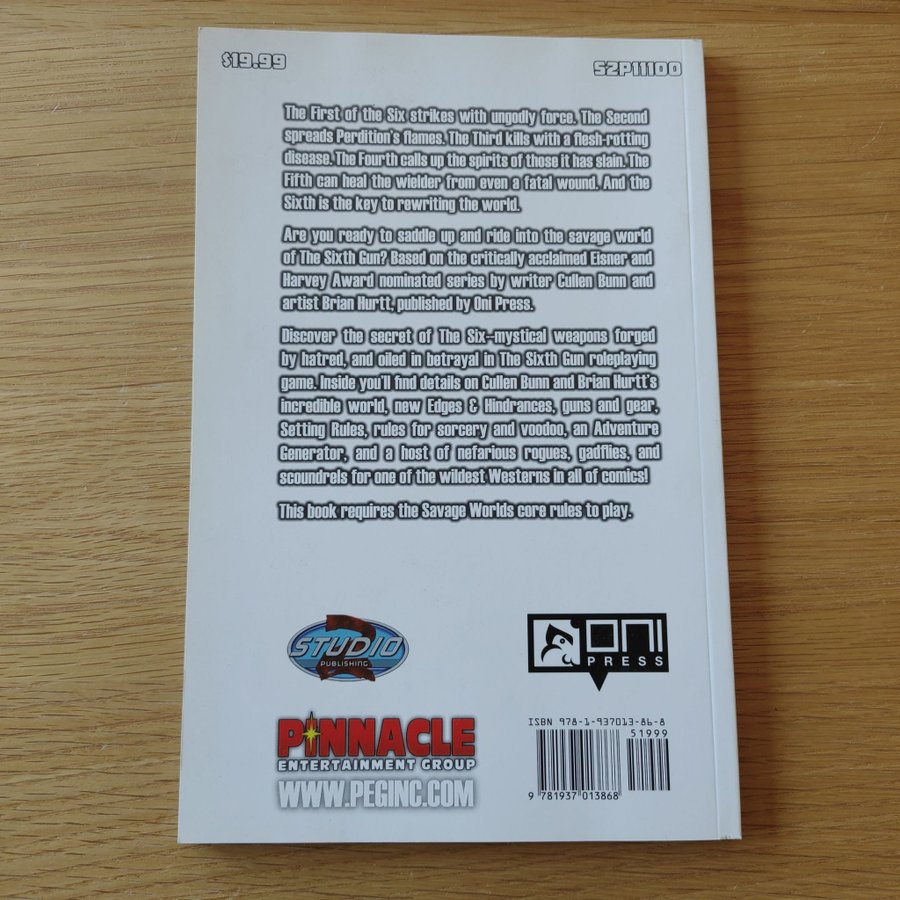 $19.99 S2P11100
The First of the Six strikes with ungodly force. The Second
spreads Perdition's flames. The Third kills with a flesh-rotting
disease. The Fourth calls up the spirits of those it has slain. The
Fifth can heal the wielder from even a fatal wound. And the
Sixth is the key to rewriting the world.
Are you ready to saddle up and ride into the savage world
of The Sixth Gun? Based on the critically acclaimed Eisner and
Harvey Award nominated series by writer Cullen Bunn and
artist Brian Hurtt, published by Oni Press.
Discover the secret of The Six–mystical weapons forged
by hatred, and oiled in betrayal in The Sixth Gun roleplaying
game. Inside you'll find details on Cullen Bunn and Brian Hurtt's
incredible world, new Edges & Hindrances, guns and gear,
Setting Rules, rules for sorcery and voodoo, an Adventure
Generator, and a host of nefarious rogues, gadflies, and
scoundrels for one of the wildest Westerns in all of comics!
This book requires the Savage Worlds core rules to play.
STUDIO 2
PUBLISHING
ONI
PRESS
PINNACLE
ENTERTAINMENT GROUP
WWW.PEGINC.COM
ISBN 978-1-937013-86-8
51999
9 781937 013868